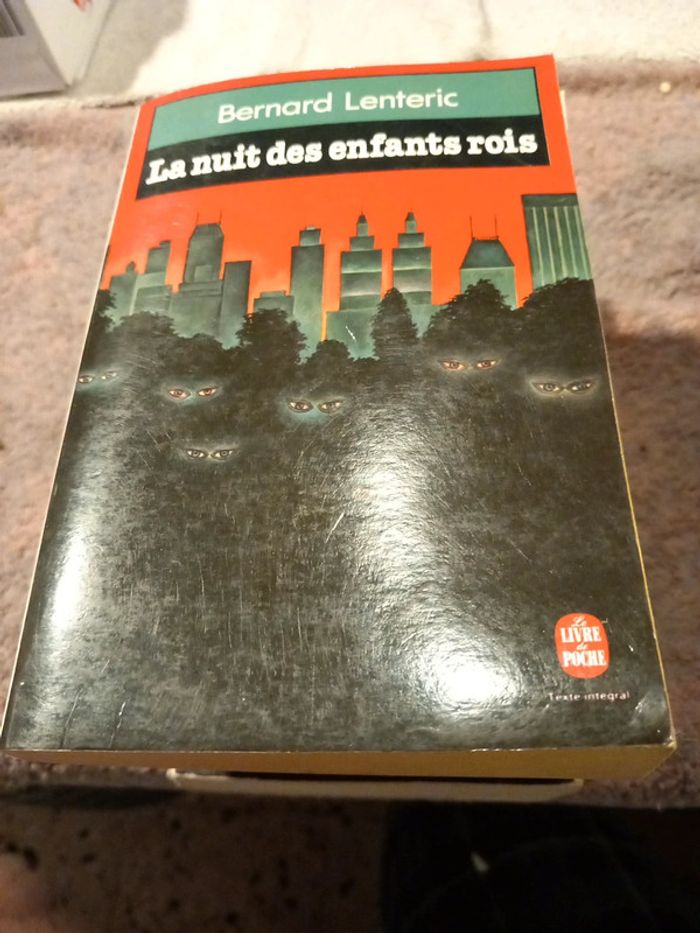 Bernard Lenteric
La nuit des enfants rois
Le
LIVRE
de
POCHE
Texte intégral